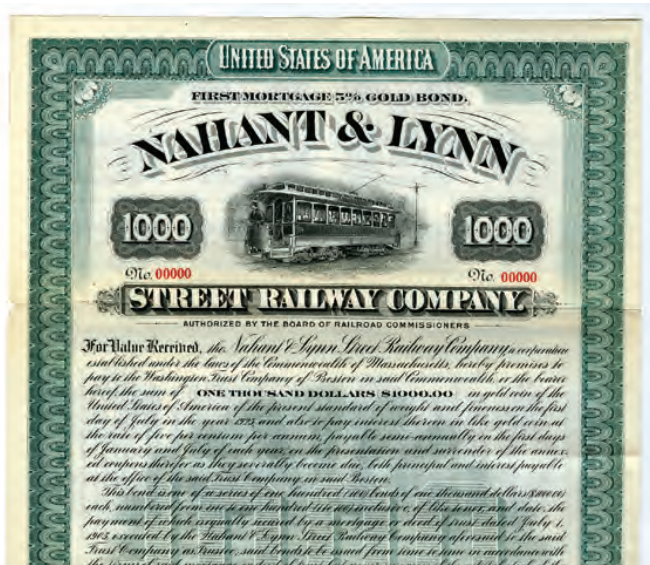 UNITED STATES OF AMERICA
FIRST MORTGAGE 5% GOLD BOND.
NAHANT & LYNN
1000 1000
No. 00000 No. 00000
STREET RAILWAY COMPANY
AUTHORIZED BY THE BOARD OF RAILROAD COMMISSIONERS
For Value Received, the Nahant & Lynn Street Railway Company, a corporation
established under the laws of the Commonwealth of Massachusetts, hereby promises to
pay to the Washington Trust Company of Boston in said Commonwealth, or the bearer
hereof, the sum of ONE THOUSAND DOLLARS $1000.00 in gold coin of the
United States of America of the present standard of weight and fineness on the first
day of July in the year 1925 and also to pay interest thereon in like gold coin at
the rate of five per centum per annum, payable semi-annually on the first days
of January and July of each year, on the presentation and surrender of the annex-
ed coupons therefor as they severally become due, both principal and interest payable
at the office of the said Trust Company in said Boston.
This bond is one of a series of one hundred (100) bonds of one thousand dollars ($1000.00)
each, numbered from one to one hundred (1 to 100) inclusive, of like tenor, and date, the
payment of which is equally secured by a mortgage or deed of trust dated July 1,
1905, executed by the Nahant & Lynn Street Railway Company aforesaid to the said
Trust Company as Trustee, said bonds to be issued from time to time in accordance with